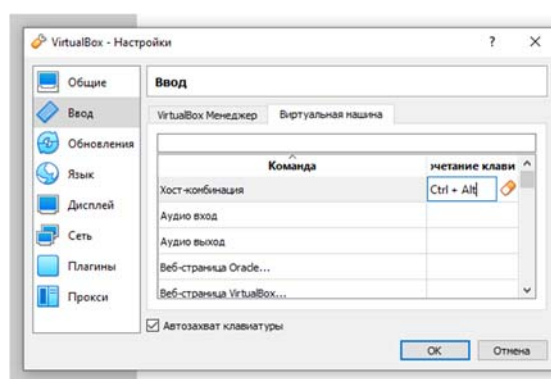 VirtualBox - Настройки ? ×
Общие
Ввод
Обновления
Язык
Дисплей
Сеть
Плагины
Прокси
Ввод
VirtualBox Менеджер Виртуальная машина
Команда учетание клави
Хост-комбинация Ctrl + Alt
Аудио вход
Аудио выход
Веб-страница Oracle...
Веб-страница VirtualBox...
Автозахват клавиатуры
OK Отмена